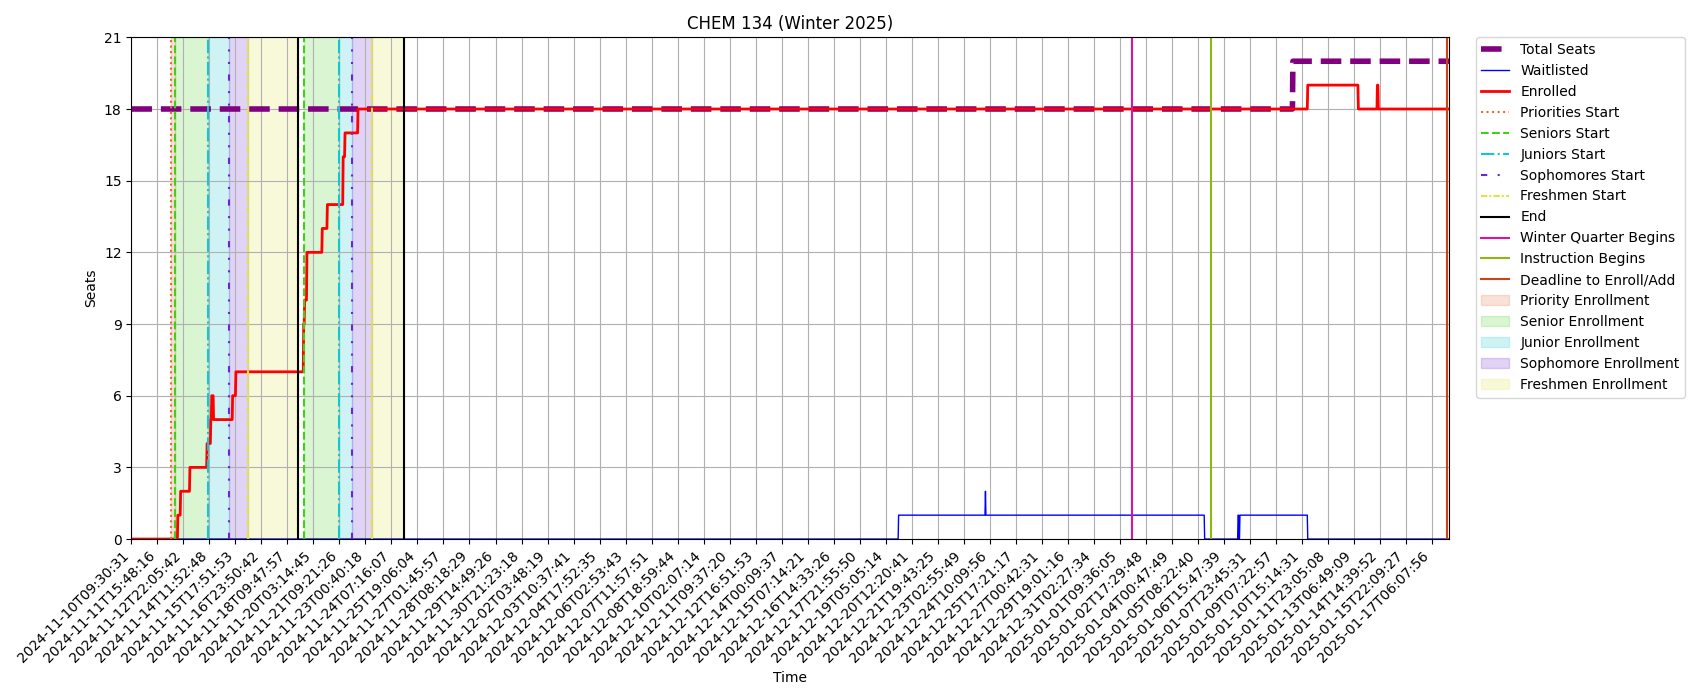 CHEM 134 (Winter 2025)
21
18
15
12
9
6
3
0
Seats
2024-11-10T09:30:31
2024-11-11T15:48:16
2024-11-12T22:05:42
2024-11-14T11:52:48
2024-11-15T17:51:53
2024-11-16T23:50:42
2024-11-18T09:47:57
2024-11-20T03:14:45
2024-11-21T09:21:26
2024-11-23T00:40:18
2024-11-24T07:16:07
2024-11-25T19:06:04
2024-11-27T01:45:57
2024-11-28T08:18:29
2024-11-29T14:49:26
2024-11-30T21:23:18
2024-12-02T03:48:19
2024-12-03T10:37:41
2024-12-04T17:52:35
2024-12-06T02:53:43
2024-12-07T11:57:51
2024-12-08T18:59:44
2024-12-10T02:07:14
2024-12-11T09:37:20
2024-12-12T16:51:53
2024-12-14T00:09:37
2024-12-15T07:14:21
2024-12-16T14:33:26
2024-12-17T21:55:50
2024-12-19T05:05:14
2024-12-20T12:20:41
2024-12-21T19:43:25
2024-12-23T02:55:49
2024-12-24T10:09:56
2024-12-25T17:21:17
2024-12-27T00:42:31
2024-12-29T19:01:16
2024-12-31T02:27:34
2025-01-01T09:36:05
2025-01-02T17:29:48
2025-01-04T00:47:49
2025-01-05T08:22:40
2025-01-06T15:47:39
2025-01-07T23:45:31
2025-01-09T07:22:57
2025-01-10T15:14:31
2025-01-11T23:05:08
2025-01-13T06:49:09
2025-01-14T14:39:52
2025-01-15T22:09:27
2025-01-17T06:07:56
Time
Total Seats
Waitlisted
Enrolled
Priorities Start
Seniors Start
Juniors Start
Sophomores Start
Freshmen Start
End
Winter Quarter Begins
Instruction Begins
Deadline to Enroll/Add
Priority Enrollment
Senior Enrollment
Junior Enrollment
Sophomore Enrollment
Freshmen Enrollment